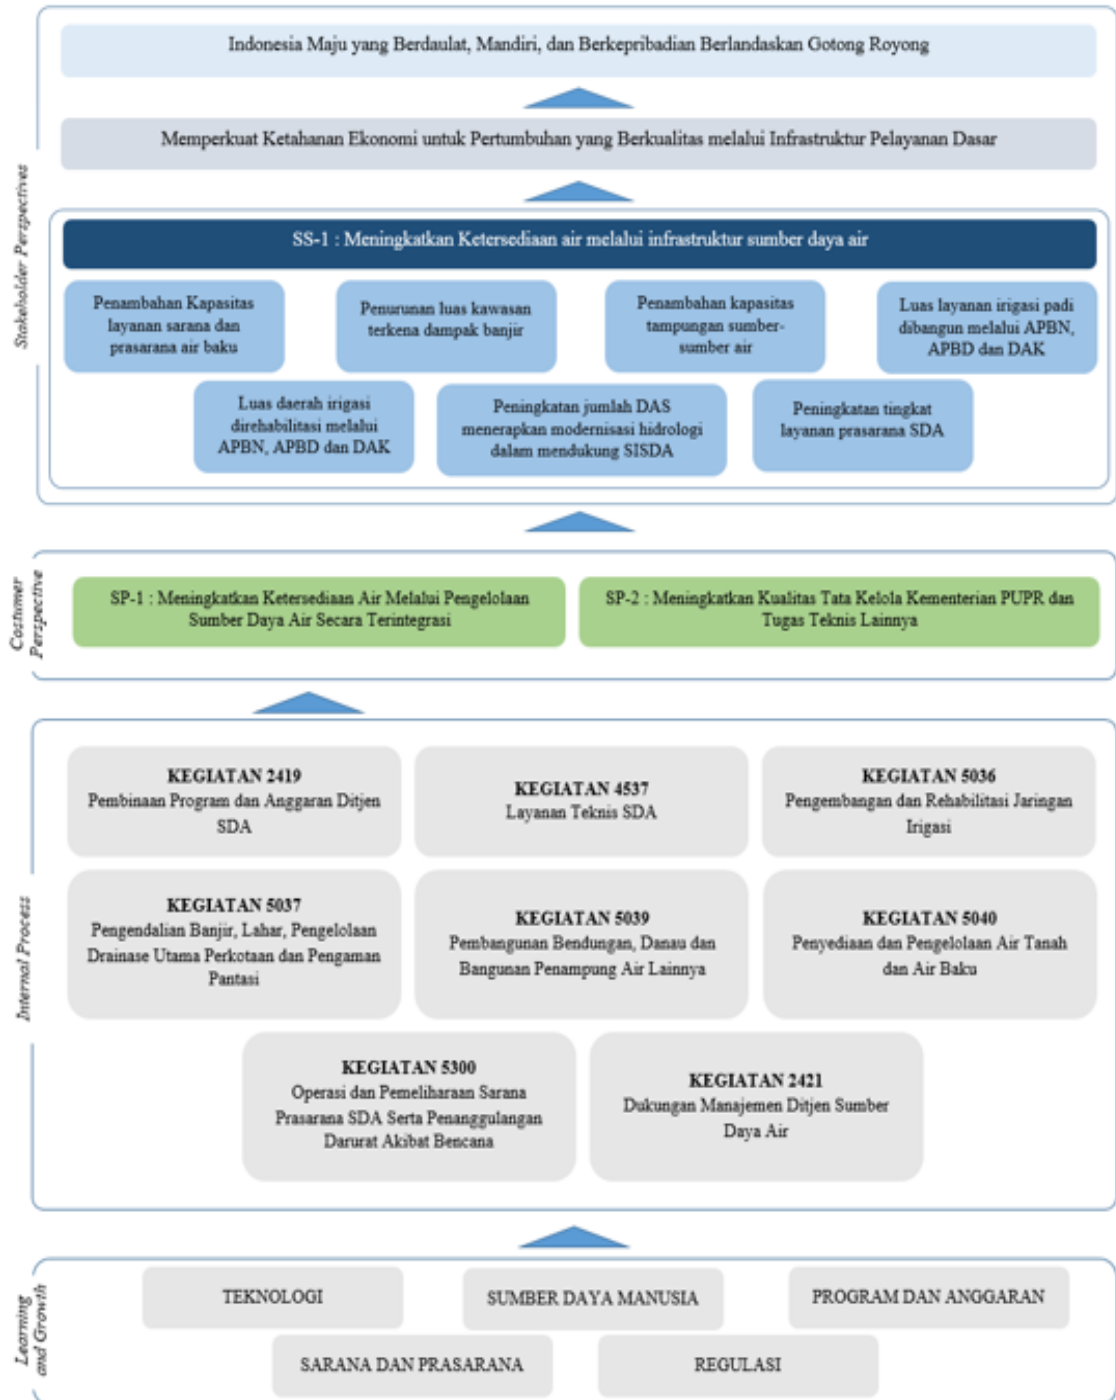 Indonesia Maju yang Berdaulat, Mandiri, dan Berkepribadian Berlandaskan Gotong Royong
Memperkuat Ketahanan Ekonomi untuk Pertumbuhan yang Berkualitas melalui Infrastruktur Pelayanan Dasar
Stakeholder Perspectives
SS-1 : Meningkatkan Ketersediaan air melalui infrastruktur sumber daya air
Penambahan Kapasitas
layanan sarana dan
prasarana air baku
Penurunan luas kawasan
terkena dampak banjir
Penambahan kapasitas
tampungan sumber-
sumber air
Luas layanan irigasi padi
dibangun melalui APBN,
APBD dan DAK
Luas daerah irigasi
direhabilitasi melalui
APBN, APBD dan DAK
Peningkatan jumlah DAS
menerapkan modernisasi hidrologi
dalam mendukung SISDA
Peningkatan tingkat
layanan prasarana SDA
Costumer
Perspective
SP-1 : Meningkatkan Ketersediaan Air Melalui Pengelolaan
Sumber Daya Air Secara Terintegrasi
SP-2 : Meningkatkan Kualitas Tata Kelola Kementerian PUPR dan
Tugas Teknis Lainnya
Internal Process
KEGIATAN 2419
Pembinaan Program dan Anggaran Ditjen
SDA
KEGIATAN 4537
Layanan Teknis SDA
KEGIATAN 5036
Pengembangan dan Rehabilitasi Jaringan
Irigasi
KEGIATAN 5037
Pengendalian Banjir, Lahar, Pengelolaan
Drainase Utama Perkotaan dan Pengaman
Pantasi
KEGIATAN 5039
Pembangunan Bendungan, Danau dan
Bangunan Penampung Air Lainnya
KEGIATAN 5040
Penyediaan dan Pengelolaan Air Tanah
dan Air Baku
KEGIATAN 5300
Operasi dan Pemeliharaan Sarana
Prasarana SDA Serta Penanggulangan
Darurat Akibat Bencana
KEGIATAN 2421
Dukungan Manajemen Ditjen Sumber
Daya Air
Learning
and Growth
TEKNOLOGI
SUMBER DAYA MANUSIA
PROGRAM DAN ANGGARAN
SARANA DAN PRASARANA
REGULASI